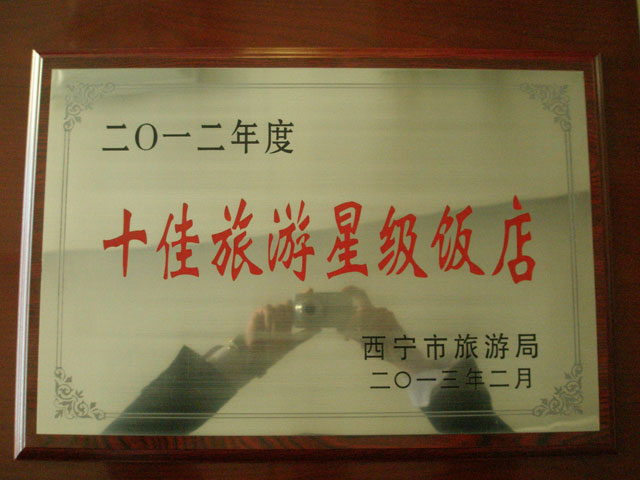 二〇一二年度
十佳旅游星级饭店
西宁市旅游局
二〇一三年二月